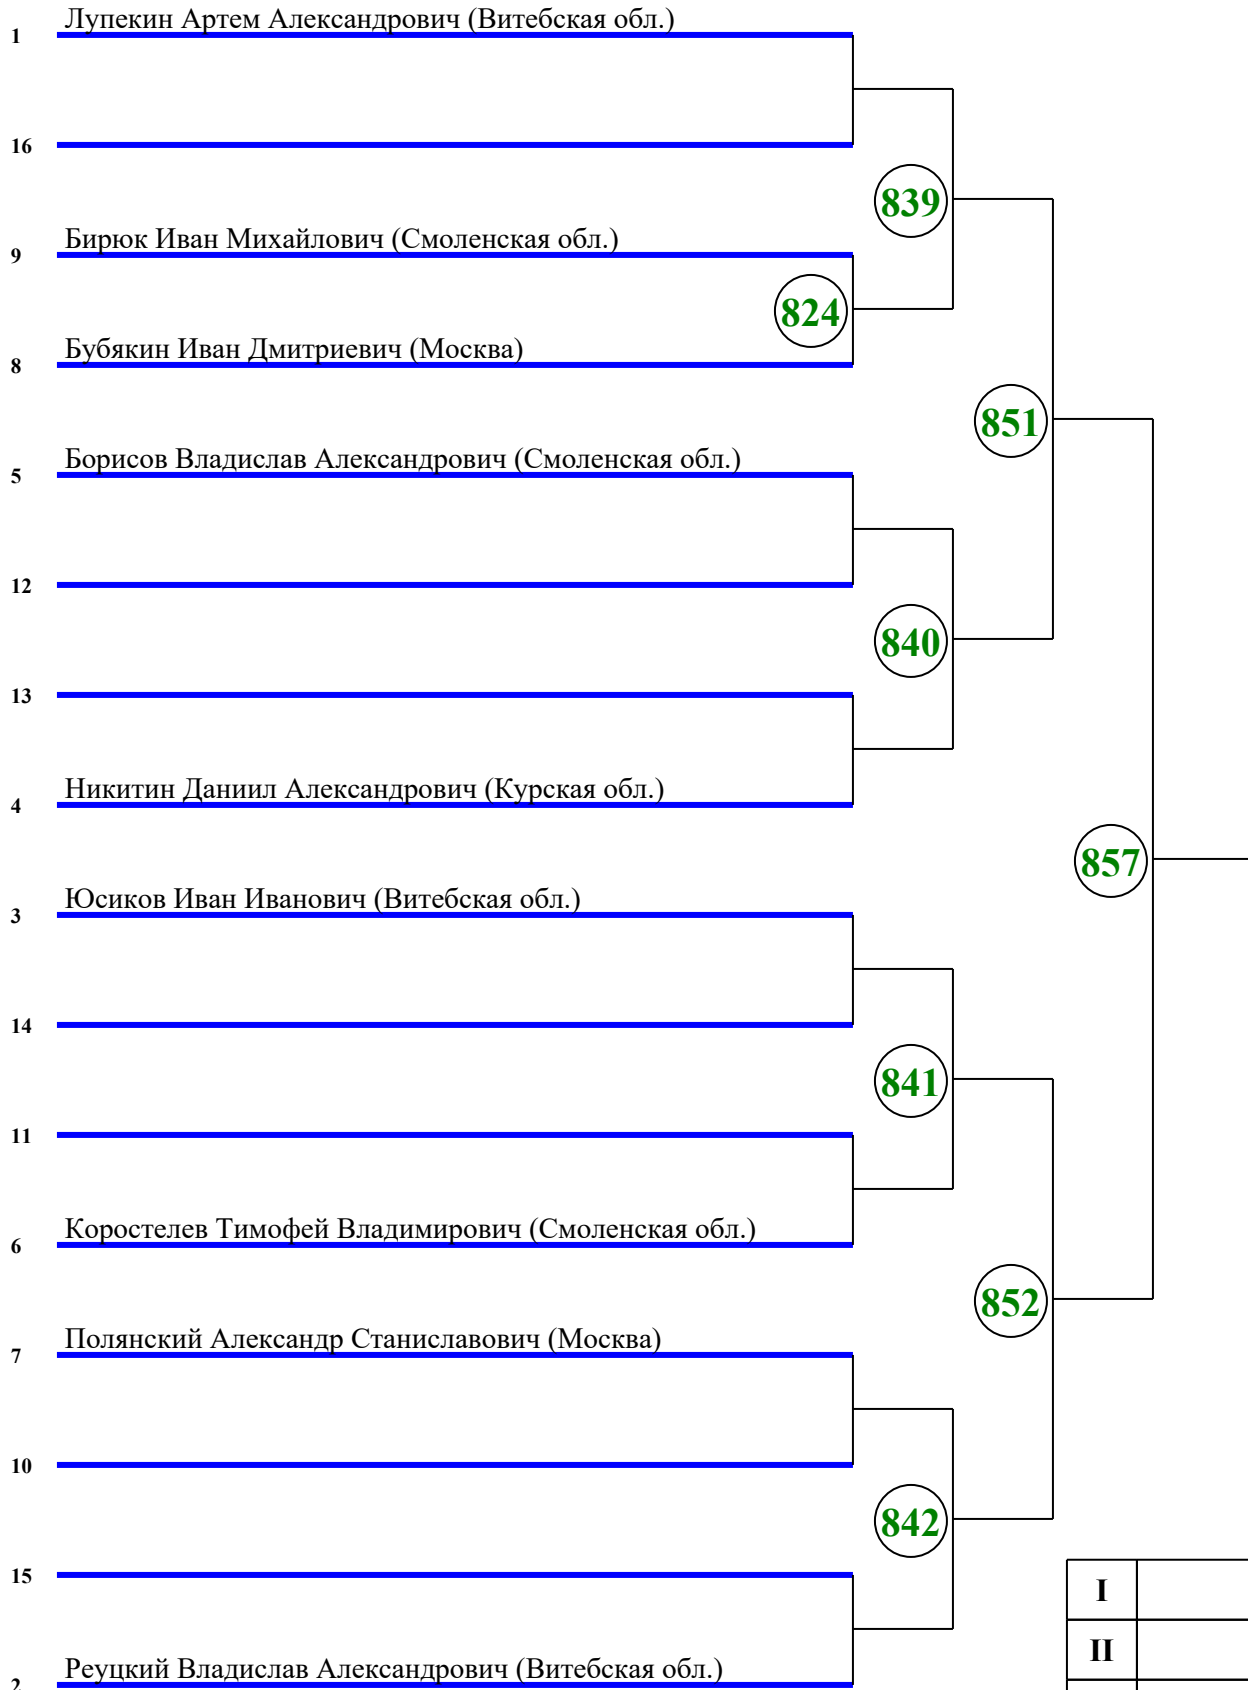 Лупекин Артем Александрович (Витебская обл.)
1
16
839
Бирюк Иван Михайлович (Смоленская обл.)
9
824
Бубякин Иван Дмитриевич (Москва)
8
851
Борисов Владислав Александрович (Смоленская обл.)
5
12
840
13
Никитин Даниил Александрович (Курская обл.)
4
857
Юсиков Иван Иванович (Витебская обл.)
3
14
841
11
Коростелев Тимофей Владимирович (Смоленская обл.)
6
852
Полянский Александр Станиславович (Москва)
7
10
842
15
I
II
Реуцкий Владислав Александрович (Витебская обл.)
2